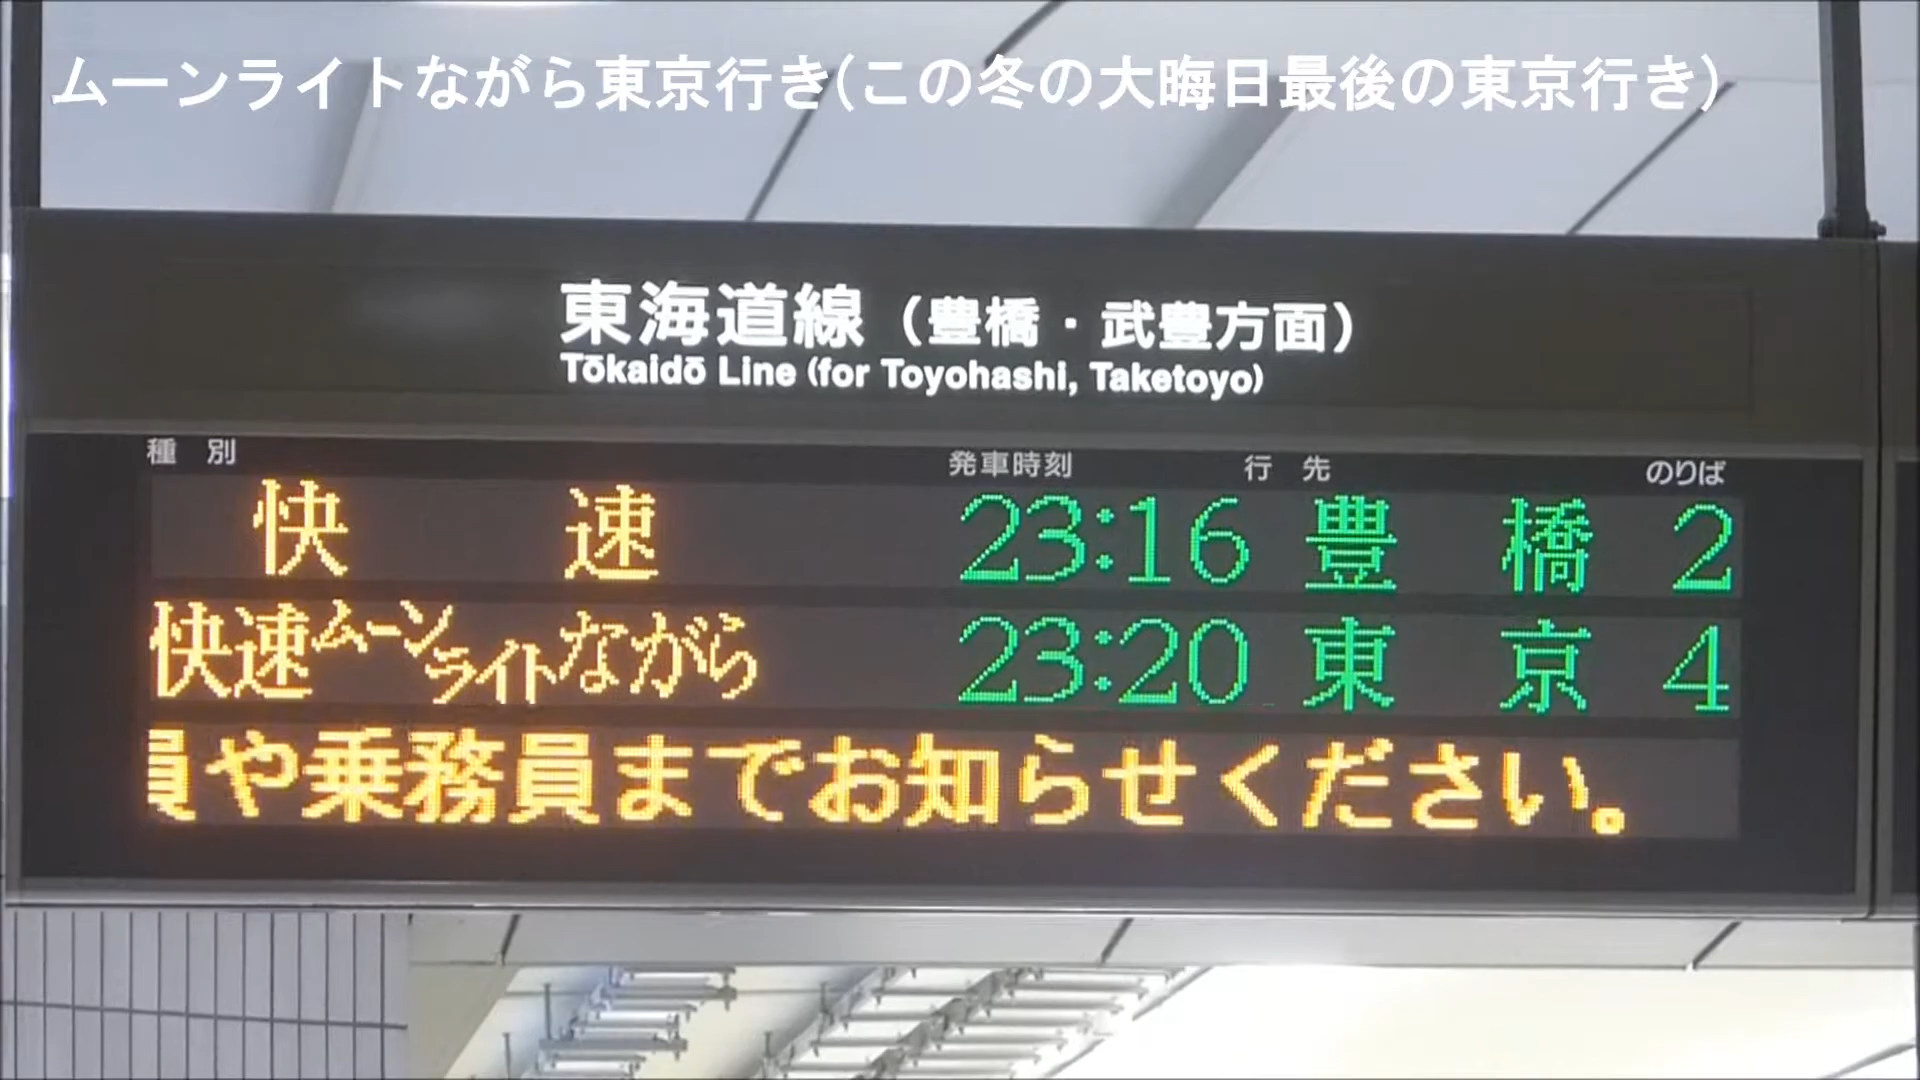 ムーンライトながら東京行き(この冬の大晦日最後の東京行き)
東海道線（豊橋・武豊方面）
Tōkaidō Line (for Toyohashi, Taketoyo)
種別 発車時刻 行先 のりば
快速 23:16 豊橋 2
快速ムーンライトながら 23:20 東京 4
員や乗務員までお知らせください。